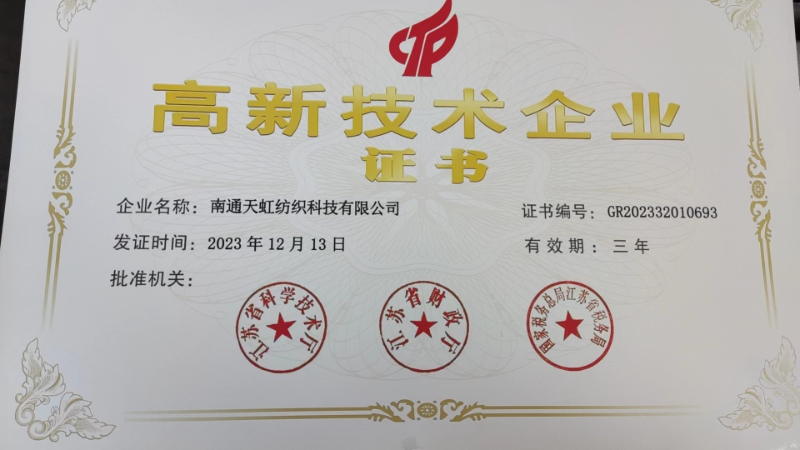 高新技术企业
证书
企业名称：南通天虹纺织科技有限公司
证书编号：GR202332010693
发证时间：2023年12月13日
有效期：三年
批准机关：
江苏省科学技术厅
江苏省财政厅
国家税务总局江苏省税务局